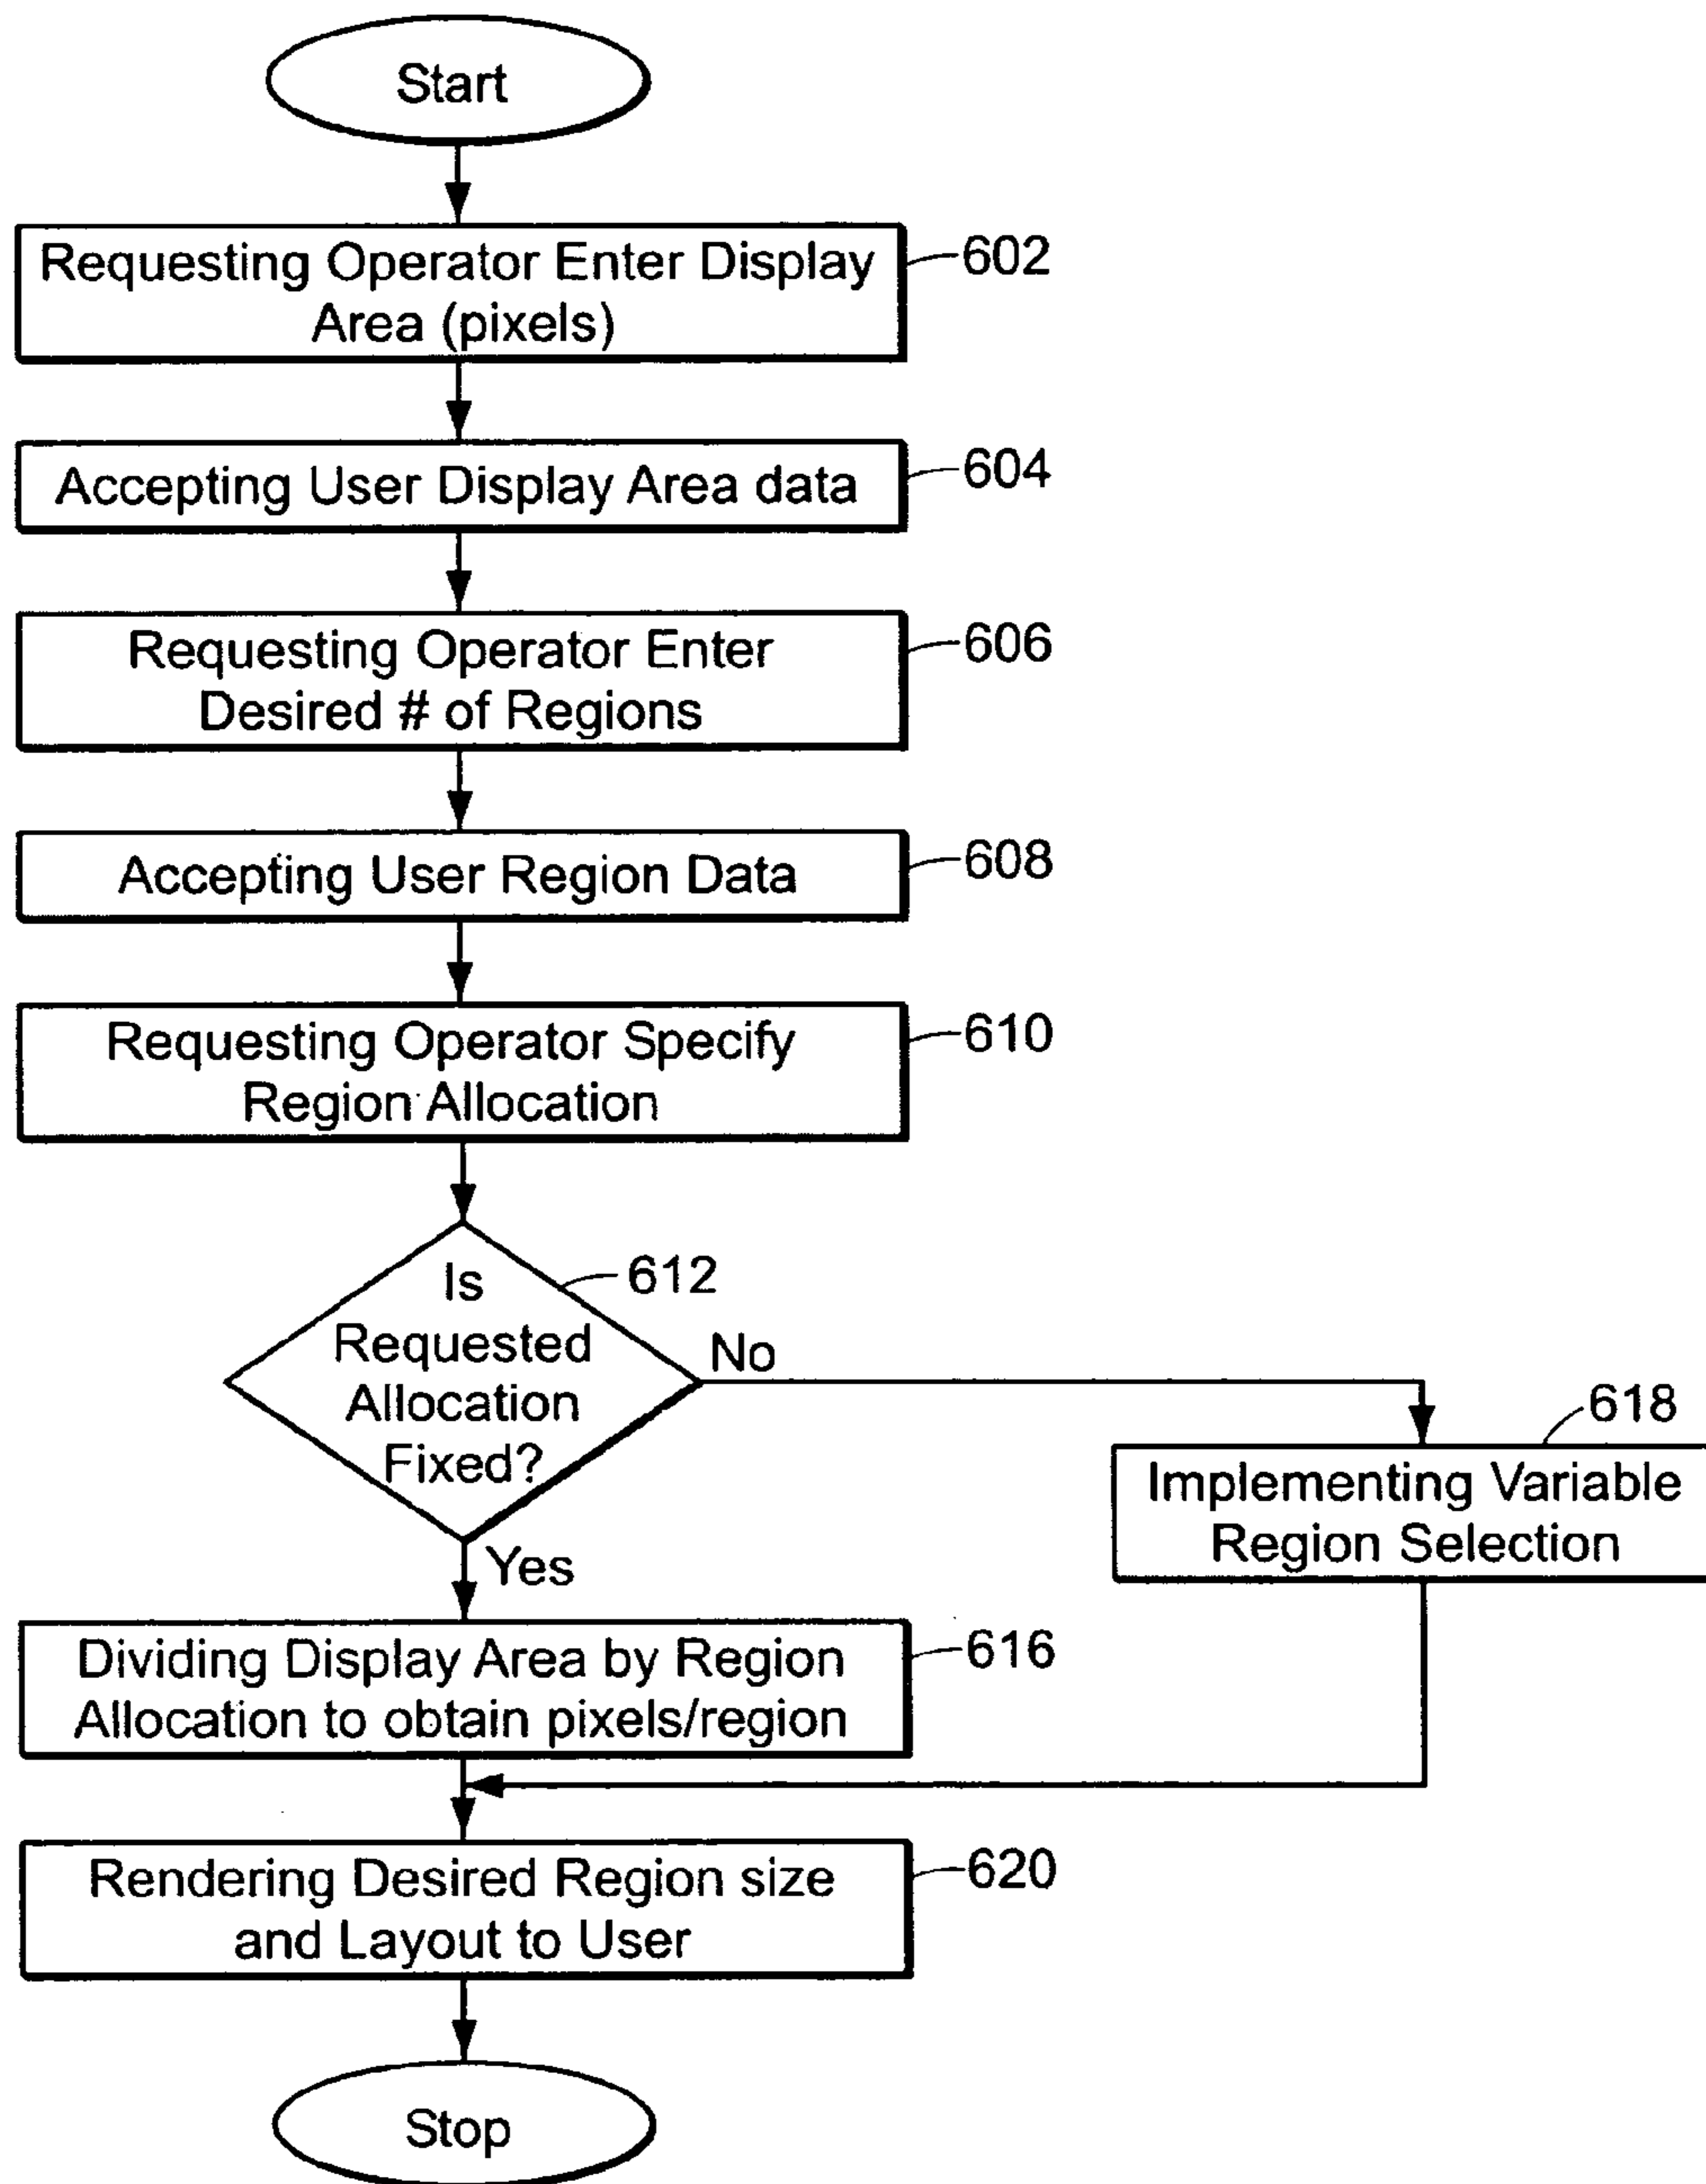 Start
Requesting Operator Enter Display
Area (pixels)
602
Accepting User Display Area data
604
Requesting Operator Enter
Desired # of Regions
606
Accepting User Region Data
608
Requesting Operator Specify
Region Allocation
610
Is
Requested
Allocation
Fixed?
612
No
Yes
618
Implementing Variable
Region Selection
Dividing Display Area by Region
Allocation to obtain pixels/region
616
Rendering Desired Region size
and Layout to User
620
Stop